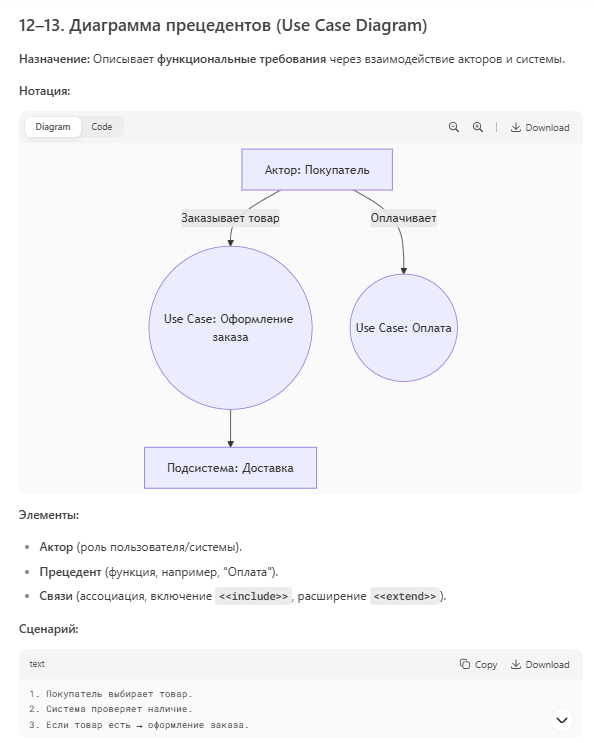 12–13. Диаграмма прецедентов (Use Case Diagram)
Назначение: Описывает функциональные требования через взаимодействие акторов и системы.
Нотация:
Diagram Code Download
Актор: Покупатель
Заказывает товар Оплачивает
Use Case: Оформление
заказа
Use Case: Оплата
Подсистема: Доставка
Элементы:
• Актор (роль пользователя/системы).
• Прецедент (функция, например, "Оплата").
• Связи (ассоциация, включение <<include>>, расширение <<extend>>).
Сценарий:
text Copy Download
1. Покупатель выбирает товар.
2. Система проверяет наличие.
3. Если товар есть → оформление заказа.